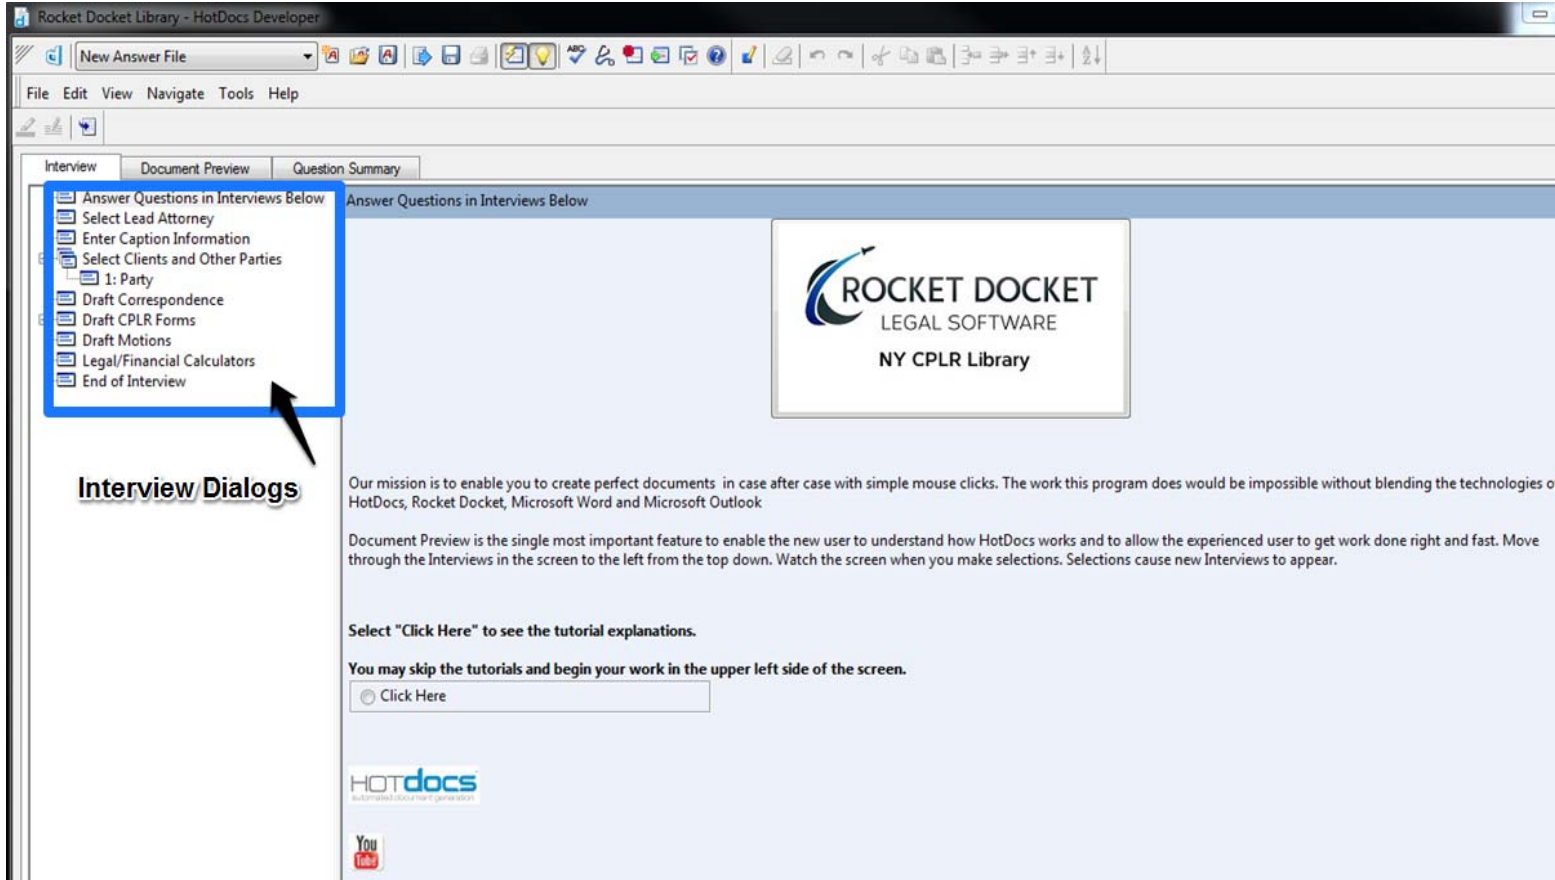 Rocket Docket Library - HotDocs Developer
New Answer File
File Edit View Navigate Tools Help
Interview Document Preview Question Summary
Answer Questions in Interviews Below
Select Lead Attorney
Enter Caption Information
Select Clients and Other Parties
1: Party
Draft Correspondence
Draft CPLR Forms
Draft Motions
Legal/Financial Calculators
End of Interview
Interview Dialogs
Answer Questions in Interviews Below
ROCKET DOCKET
LEGAL SOFTWARE
NY CPLR Library
Our mission is to enable you to create perfect documents in case after case with simple mouse clicks. The work this program does would be impossible without blending the technologies o
HotDocs, Rocket Docket, Microsoft Word and Microsoft Outlook
Document Preview is the single most important feature to enable the new user to understand how HotDocs works and to allow the experienced user to get work done right and fast. Move
through the Interviews in the screen to the left from the top down. Watch the screen when you make selections. Selections cause new Interviews to appear.
Select "Click Here" to see the tutorial explanations.
You may skip the tutorials and begin your work in the upper left side of the screen.
Click Here
HOTdocs
automated document generation
You
Tube